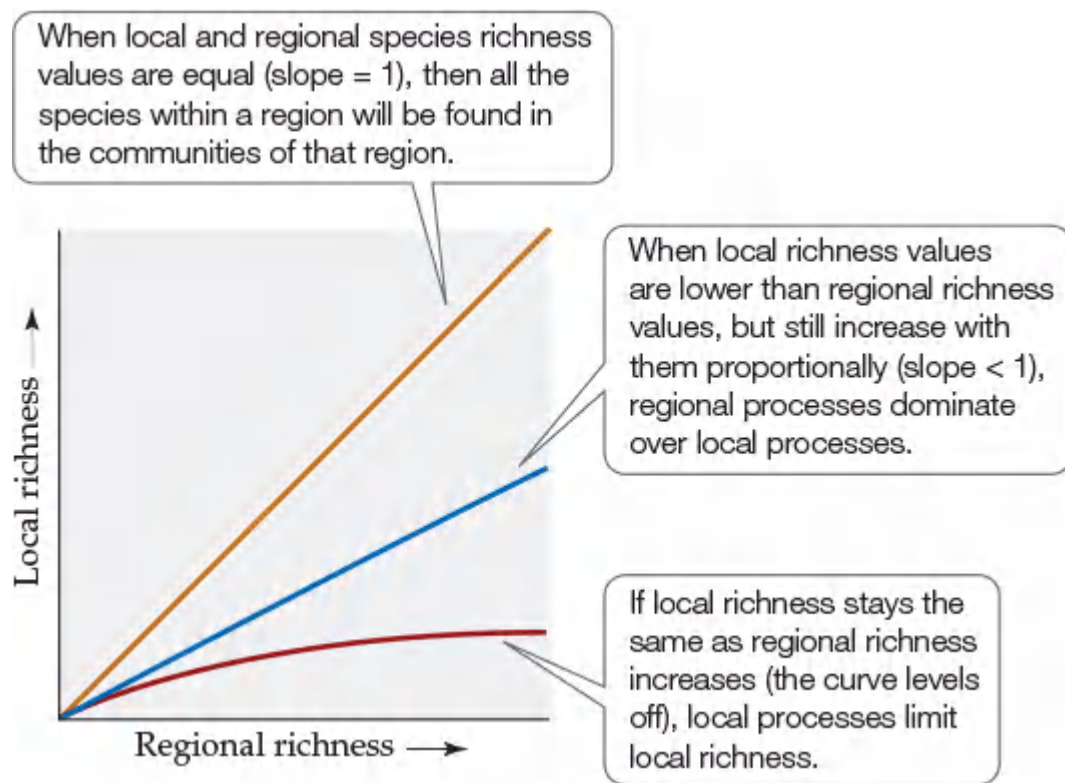 When local and regional species richness
values are equal (slope = 1), then all the
species within a region will be found in
the communities of that region.
When local richness values
are lower than regional richness
values, but still increase with
them proportionally (slope < 1),
regional processes dominate
over local processes.
If local richness stays the
same as regional richness
increases (the curve levels
off), local processes limit
local richness.
Local richness →
Regional richness →